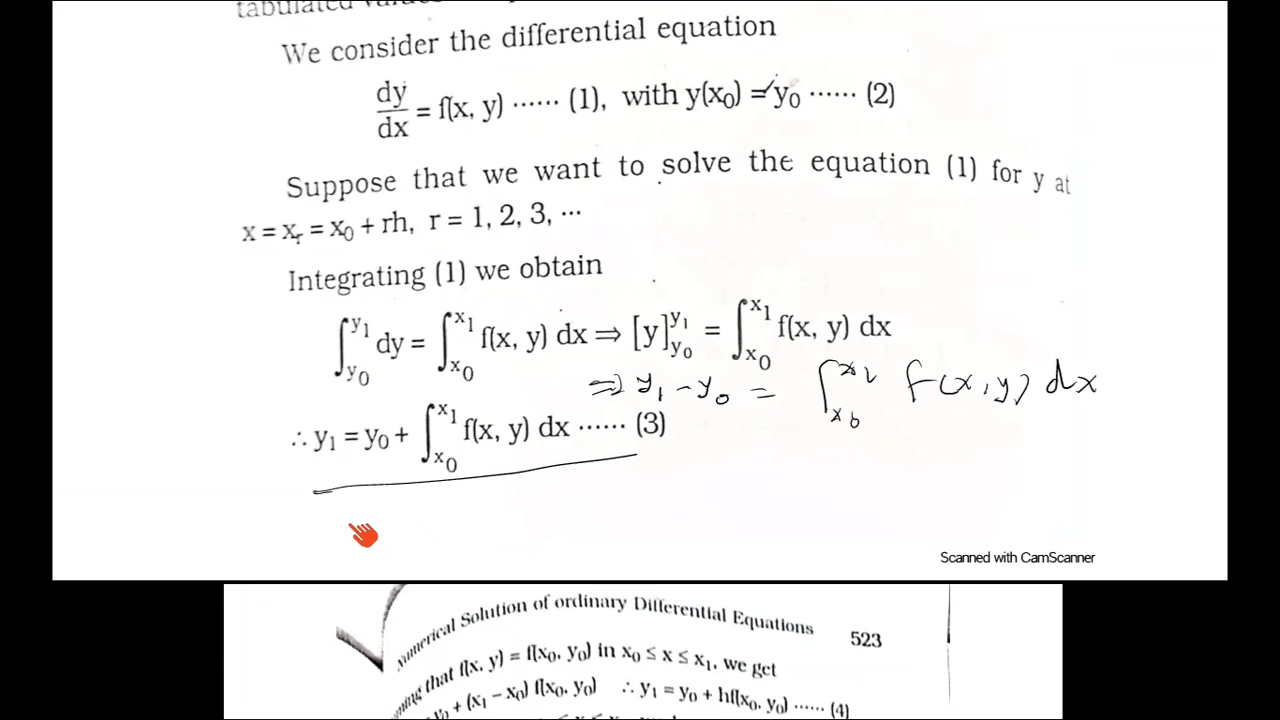 We consider the differential equation
dy/dx = f(x, y) ...... (1), with y(x₀) = y₀ ...... (2)
Suppose that we want to solve the equation (1) for y at
x = xᵣ = x₀ + rh, r = 1, 2, 3, ...
Integrating (1) we obtain
∫_{y₀}^{y₁} dy = ∫_{x₀}^{x₁} f(x, y) dx ⇒ [y]_{y₀}^{y₁} = ∫_{x₀}^{x₁} f(x, y) dx
⇒ y₁ - y₀ = ∫_{x₀} f(x, y) dx
∴ y₁ = y₀ + ∫_{x₀}^{x₁} f(x, y) dx ...... (3)
Scanned with CamScanner
Solution of ordinary Differential Equations 523
that f(x, y) = f(x₀, y₀) in x₀ ≤ x ≤ x₁, we get
y₀ + (x₁ – x₀) f(x₀, y₀) ∴ y₁ = y₀ + hf(x₀, y₀) ...... (4)